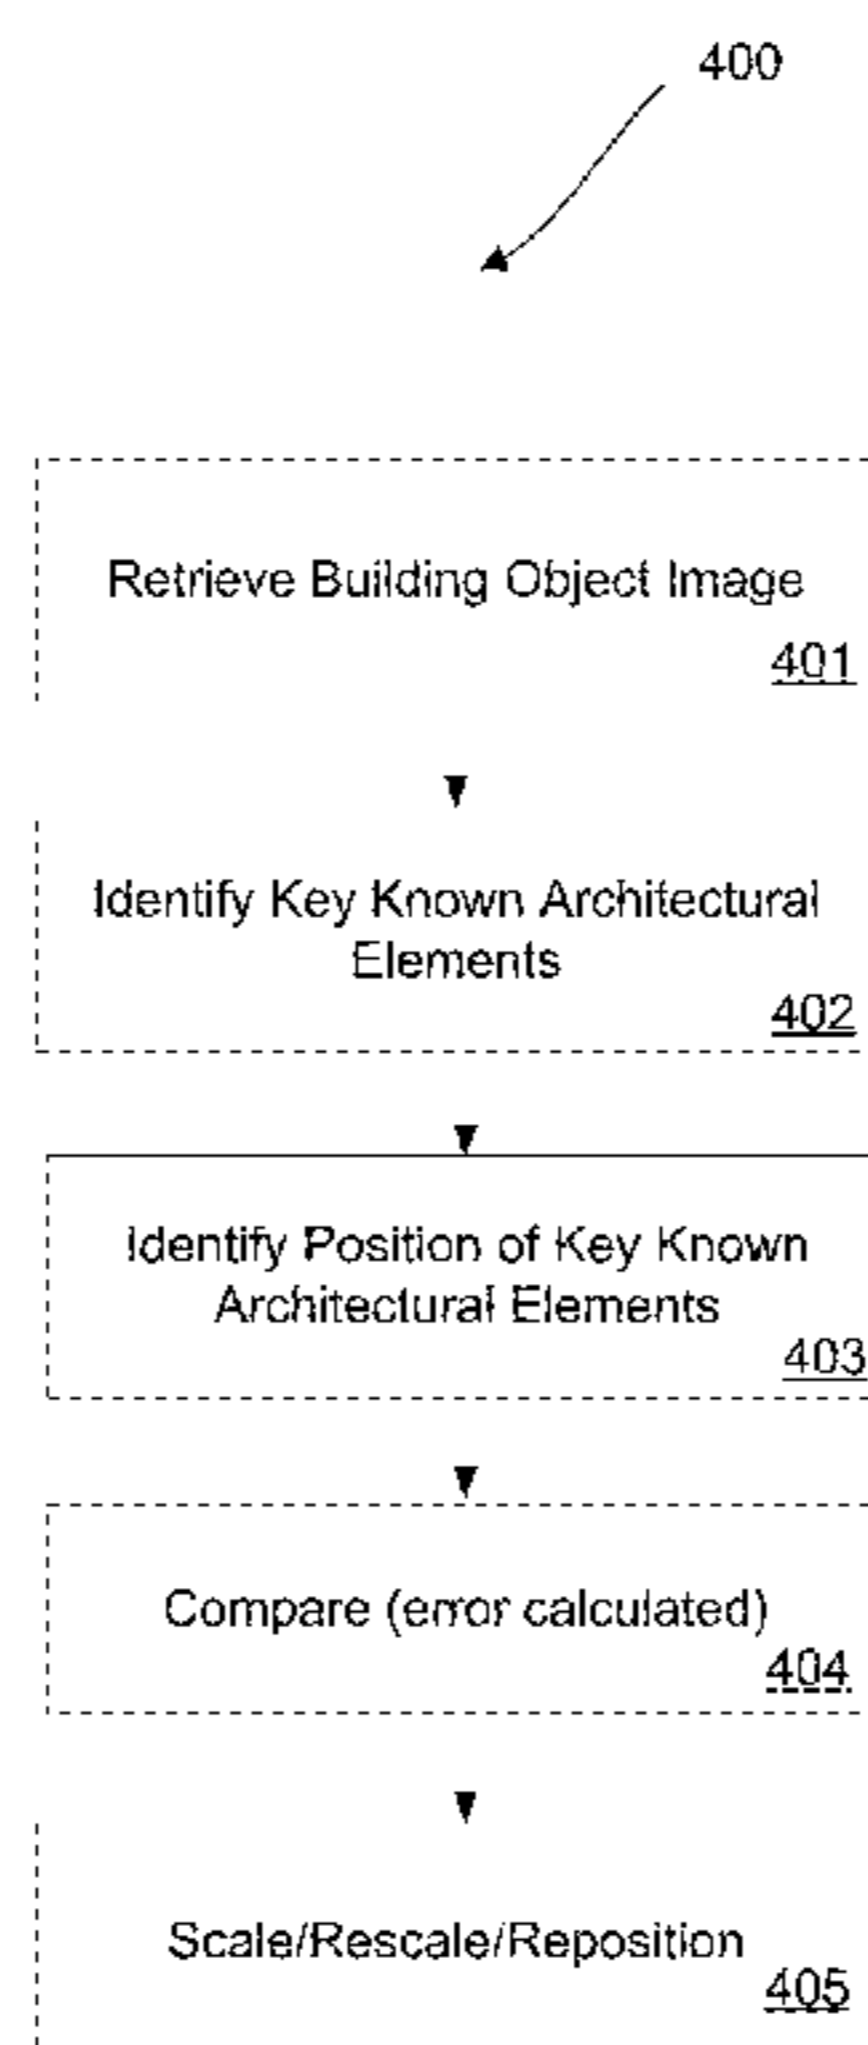 400
Retrieve Building Object Image
401
Identify Key Known Architectural
Elements
402
Identify Position of Key Known
Architectural Elements
403
Compare (error calculated)
404
Scale/Rescale/Reposition
405